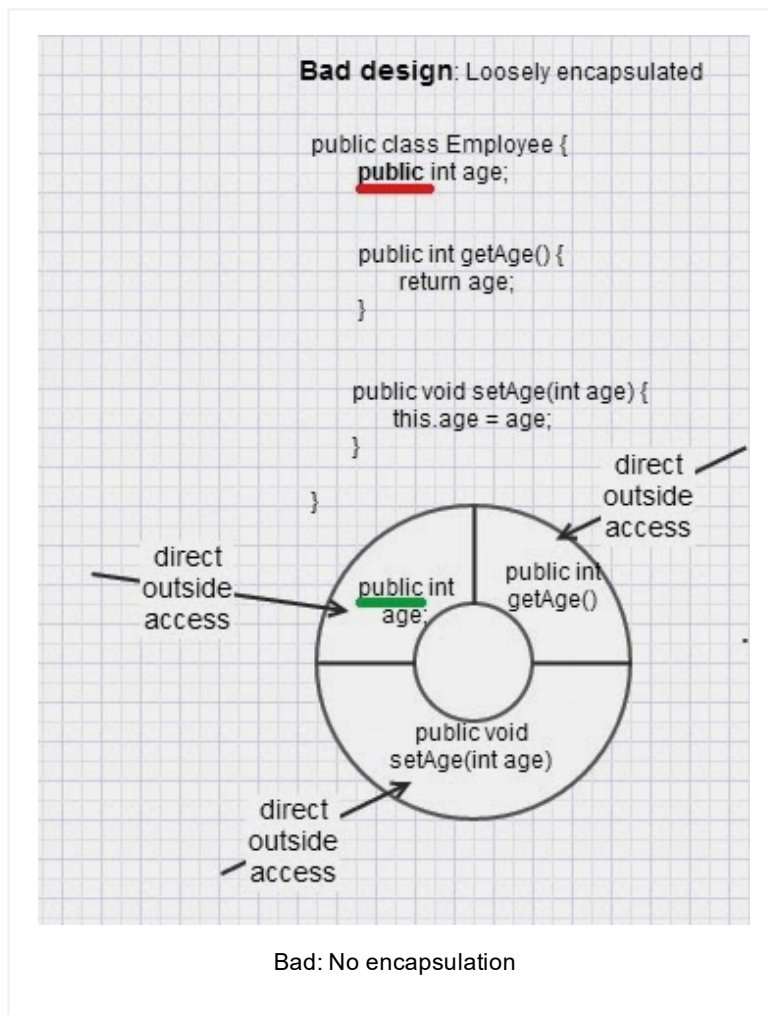 Bad design: Loosely encapsulated
public class Employee {
public int age;
public int getAge() {
return age;
}
public void setAge(int age) {
this.age = age;
}
}
direct
outside
access
direct
outside
access
public int
age;
public int
getAge()
public void
setAge(int age)
direct
outside
access
Bad: No encapsulation